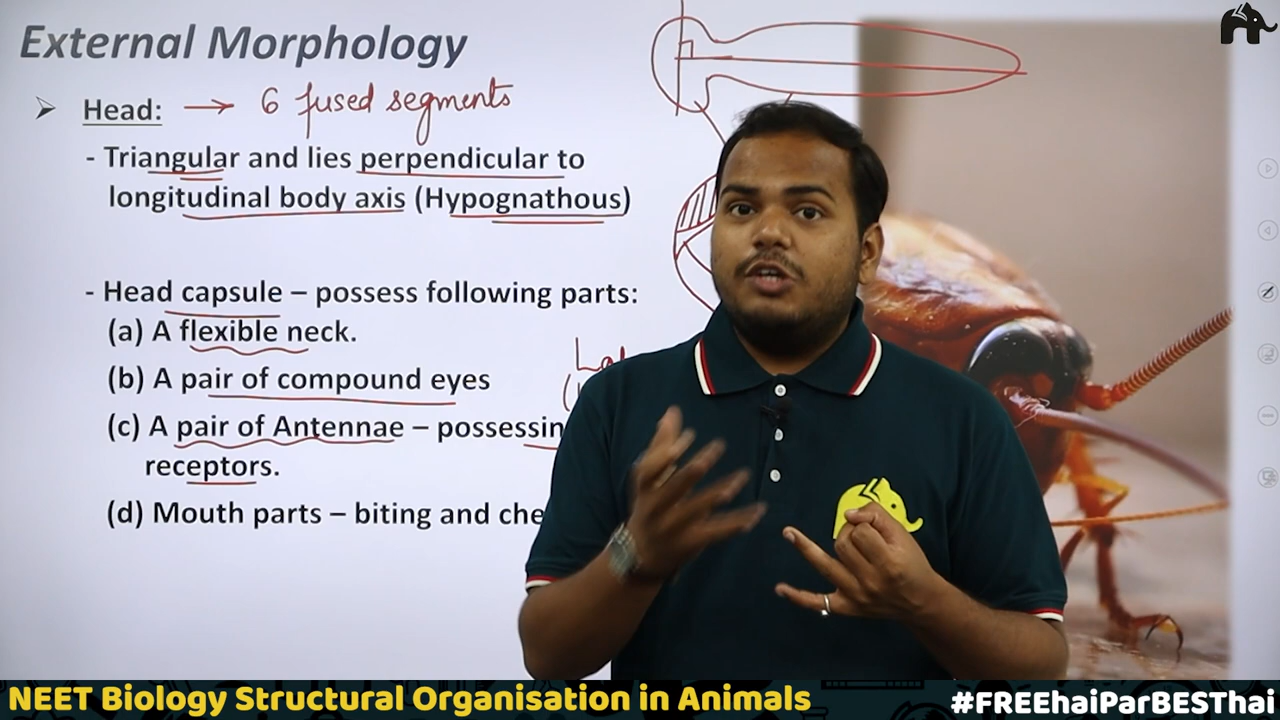 External Morphology
➤ Head: → 6 fused segments
- Triangular and lies perpendicular to
longitudinal body axis (Hypognathous)
- Head capsule – possess following parts:
(a) A flexible neck.
(b) A pair of compound eyes
(c) A pair of Antennae – possessin
receptors.
(d) Mouth parts – biting and che
NEET Biology Structural Organisation in Animals
#FREEhaiParBESThai